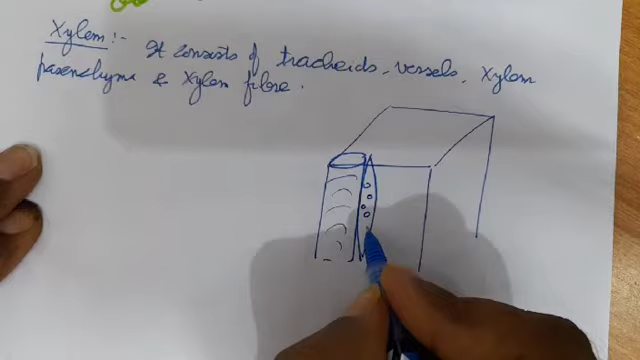 Xylem :- It consists of tracheids, vessels, Xylem
parenchyma & Xylem fibre.